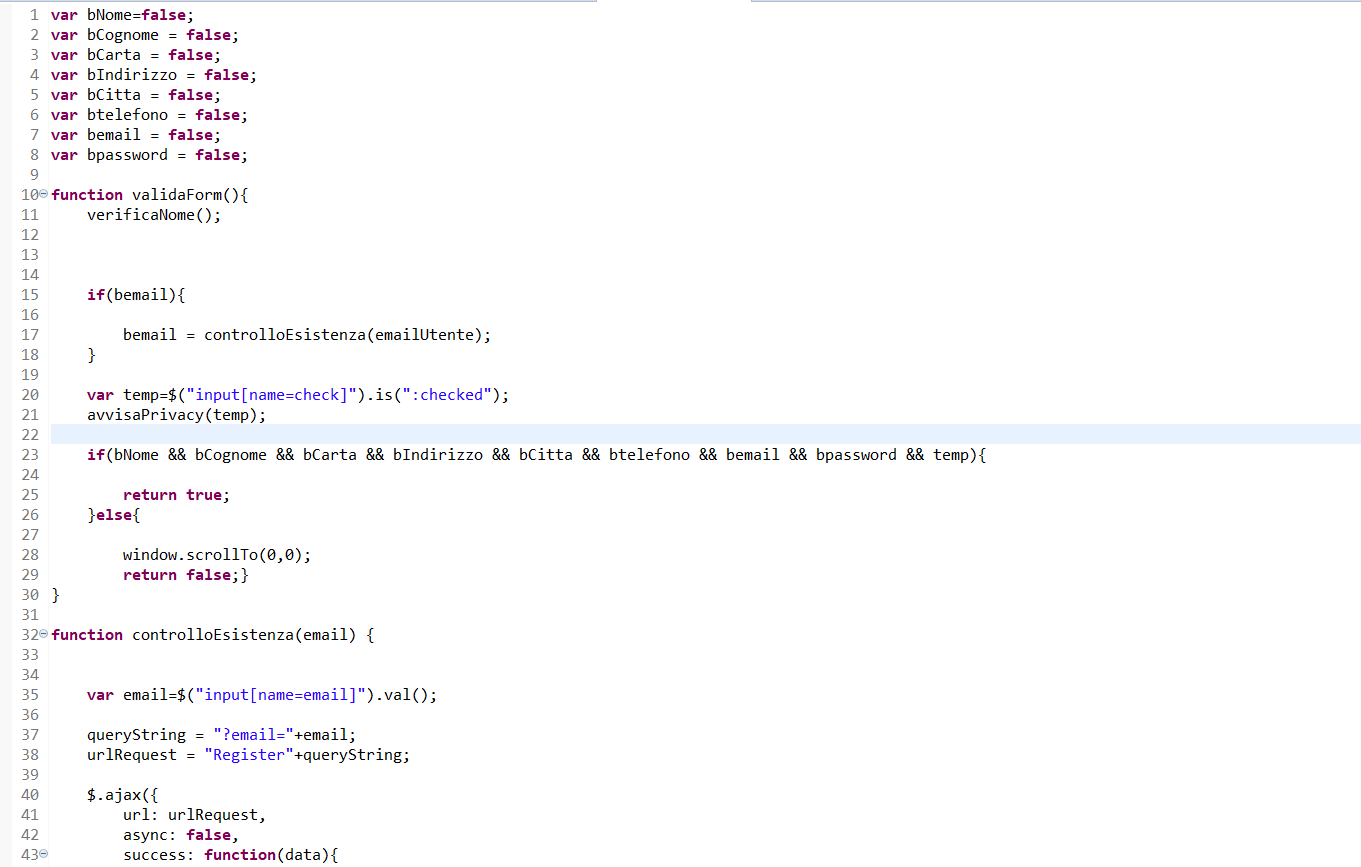 1 var bNome=false;
2 var bCognome = false;
3 var bCarta = false;
4 var bIndirizzo = false;
5 var bCitta = false;
6 var btelefono = false;
7 var bemail = false;
8 var bpassword = false;
9
10 function validaForm(){
11 verificaNome();
12
13
14
15 if(bemail){
16
17 bemail = controlloEsistenza(emailUtente);
18 }
19
20 var temp=$("input[name=check]").is(":checked");
21 avvisaPrivacy(temp);
22
23 if(bNome && bCognome && bCarta && bIndirizzo && bCitta && btelefono && bemail && bpassword && temp){
24
25 return true;
26 }else{
27
28 window.scrollTo(0,0);
29 return false;}
30 }
31
32 function controlloEsistenza(email) {
33
34
35 var email=$("input[name=email]").val();
36
37 queryString = "?email="+email;
38 urlRequest = "Register"+queryString;
39
40 $.ajax({
41 url: urlRequest,
42 async: false,
43 success: function(data){